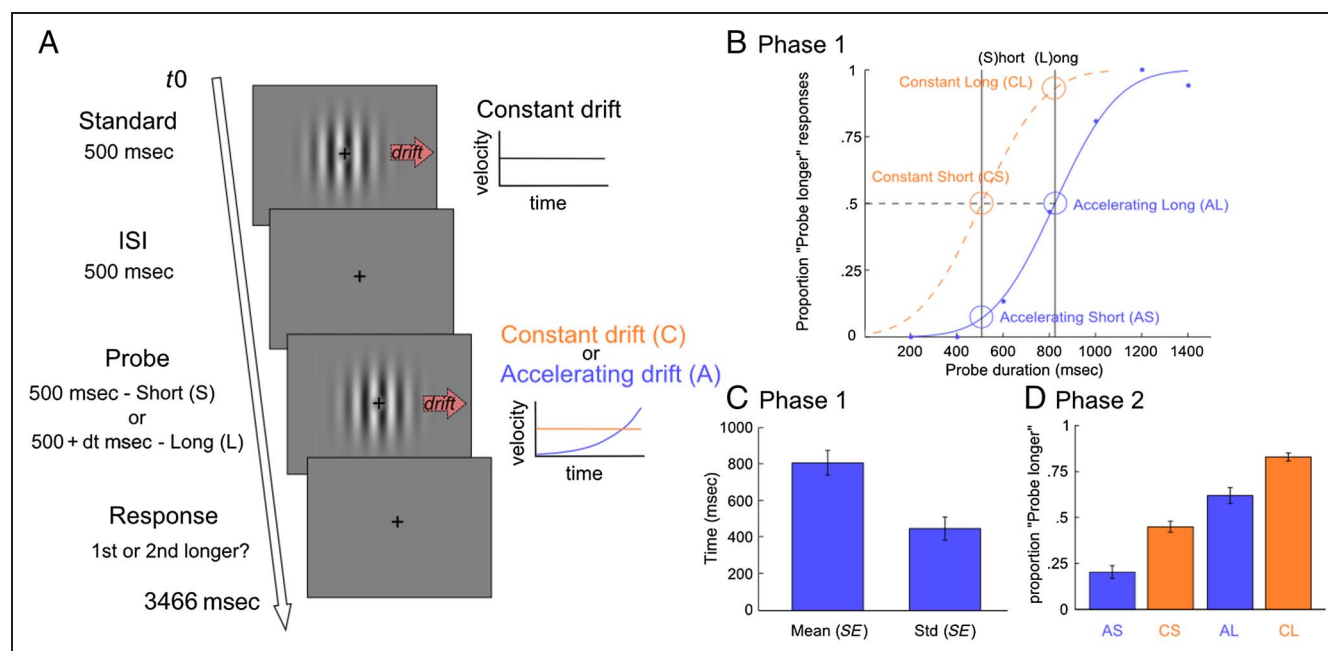 A
t0
Standard
500 msec
drift
Constant drift
velocity
time
ISI
500 msec
Probe
500 msec - Short (S)
or
500 + dt msec - Long (L)
drift
Constant drift (C)
or
Accelerating drift (A)
velocity
time
Response
1st or 2nd longer?
3466 msec
B Phase 1
(S)hort (L)ong
Proportion "Probe longer" responses
1
.75
.5
.25
0
Constant Long (CL)
Constant Short (CS)
Accelerating Long (AL)
Accelerating Short (AS)
200 400 600 800 1000 1200 1400
Probe duration (msec)
C Phase 1
Time (msec)
1000
800
600
400
200
0
Mean (SE) Std (SE)
D Phase 2
proportion "Probe longer"
1
.75
.5
.25
0
AS CS AL CL